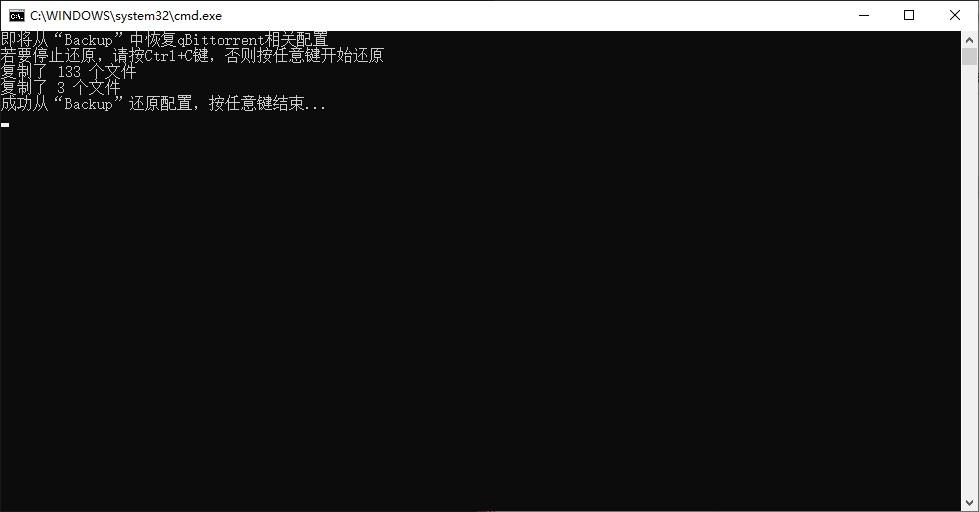 C:\WINDOWS\system32\cmd.exe
即将从“Backup”中恢复qBittorrent相关配置
若要停止还原，请按Ctrl+C键，否则按任意键开始还原
复制了 133 个文件
复制了 3 个文件
成功从“Backup”还原配置，按任意键结束...